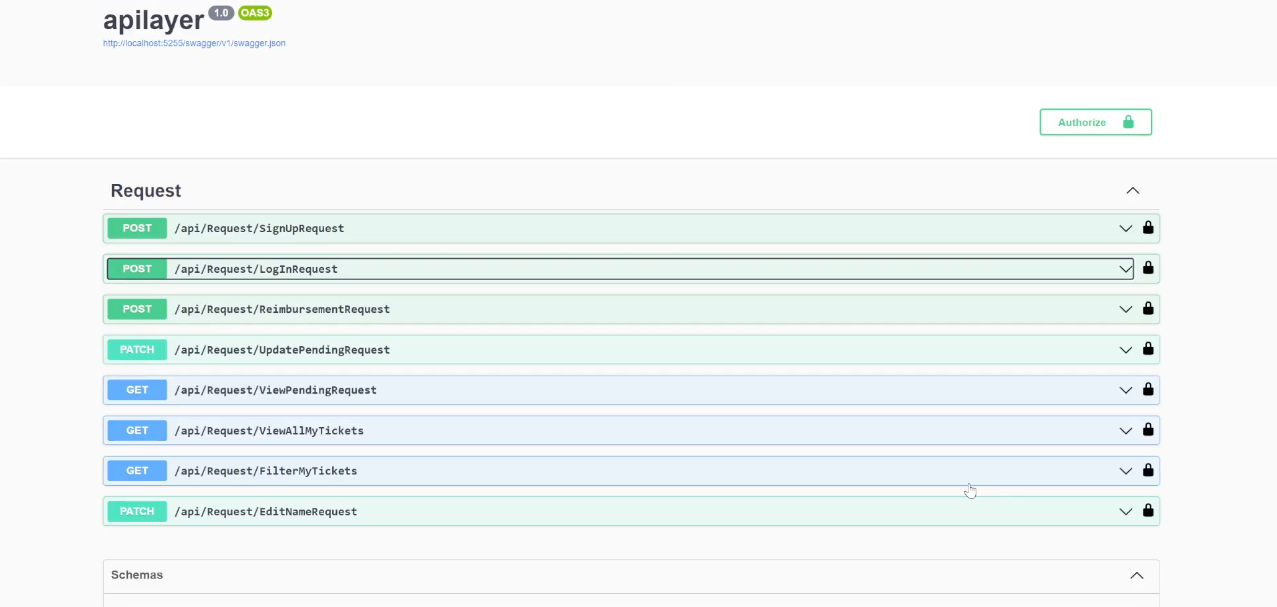 apilayer 1.0 OAS3
http://localhost:5255/swagger/v1/swagger.json
Authorize
Request
POST /api/Request/SignUpRequest
POST /api/Request/LogInRequest
POST /api/Request/ReimbursementRequest
PATCH /api/Request/UpdatePendingRequest
GET /api/Request/ViewPendingRequest
GET /api/Request/ViewAllMyTickets
GET /api/Request/FilterMyTickets
PATCH /api/Request/EditNameRequest
Schemas